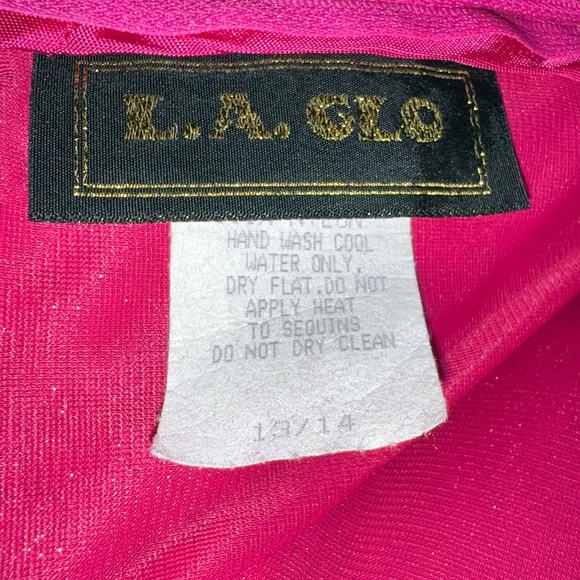 L.A. GLO
NYLON
HAND WASH COOL
WATER ONLY.
DRY FLAT.DO NOT
APPLY HEAT
TO SEQUINS
DO NOT DRY CLEAN
13/14